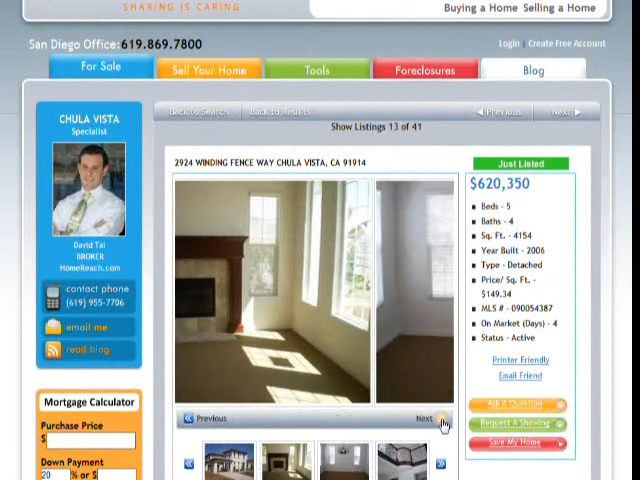 SHARING IS CARING
Buying a Home Selling a Home
San Diego Office:619.869.7800
Login | Create Free Account
For Sale
Sell Your Home
Tools
Foreclosures
Blog
Back to Search
Back to Results
Previous
Next
Show Listings 13 of 41
CHULA VISTA
Specialist
David Tal
BROKER
HomeReach.com
contact phone
(619) 955-7706
email me
read blog
2924 WINDING FENCE WAY CHULA VISTA, CA 91914
Just Listed
$620,350
Beds - 5
Baths - 4
Sq. Ft. - 4154
Year Built - 2006
Type - Detached
Price/ Sq. Ft. -
$149.34
MLS # - 090054387
On Market (Days) - 4
Status - Active
Printer Friendly
Email Friend
Ask A Question
Request A Showing
Save My Home
Previous
Next
Mortgage Calculator
Purchase Price
$
Down Payment
20 % or $